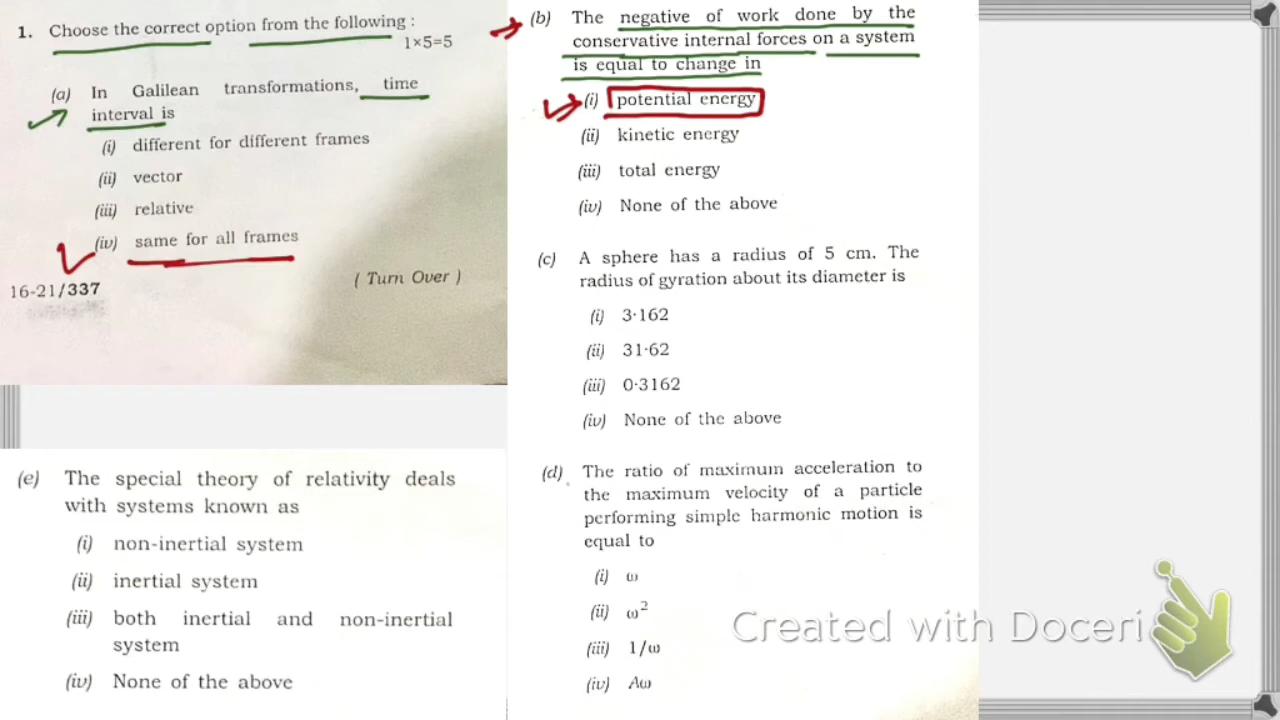 1. Choose the correct option from the following :
1×5=5
(a) In Galilean transformations, time
interval is
(i) different for different frames
(ii) vector
(iii) relative
(iv) same for all frames
16-21/337
( Turn Over )
(b) The negative of work done by the
conservative internal forces on a system
is equal to change in
(i) potential energy
(ii) kinetic energy
(iii) total energy
(iv) None of the above
(c) A sphere has a radius of 5 cm. The
radius of gyration about its diameter is
(i) 3·162
(ii) 31·62
(iii) 0·3162
(iv) None of the above
(d) The ratio of maximum acceleration to
the maximum velocity of a particle
performing simple harmonic motion is
equal to
(i) ω
(ii) ω²
(iii) 1/ω
(iv) Aω
(e) The special theory of relativity deals
with systems known as
(i) non-inertial system
(ii) inertial system
(iii) both inertial and non-inertial
system
(iv) None of the above
Created with Doceri